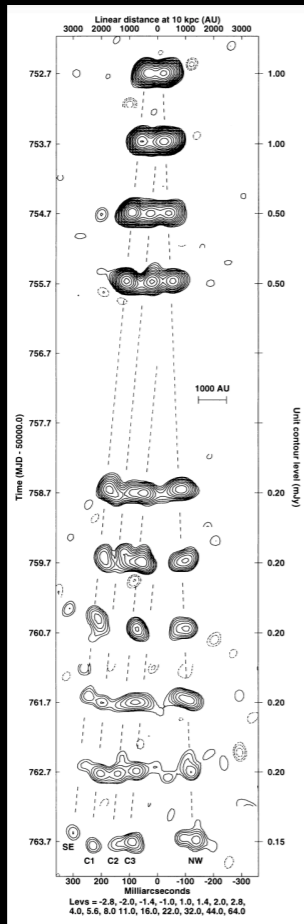 Linear distance at 10 kpc (AU)
3000 2000 1000 0 1000 2000 3000
752.7
1.00
753.7
1.00
754.7
0.50
755.7
0.50
756.7
1000 AU
757.7
Time (MJD - 50000.0)
Unit contour level (mJy)
758.7
0.20
759.7
0.20
760.7
0.20
761.7
0.20
762.7
0.20
763.7
0.15
SE
C1
C2
C3
NW
300 200 100 0 -100 -200 -300
Milliarcseconds
Levs = -2.8, -2.0, -1.4, -1.0, 1.0, 1.4, 2.0, 2.8,
4.0, 5.6, 8.0 11.0, 16.0, 22.0, 32.0, 44.0, 64.0